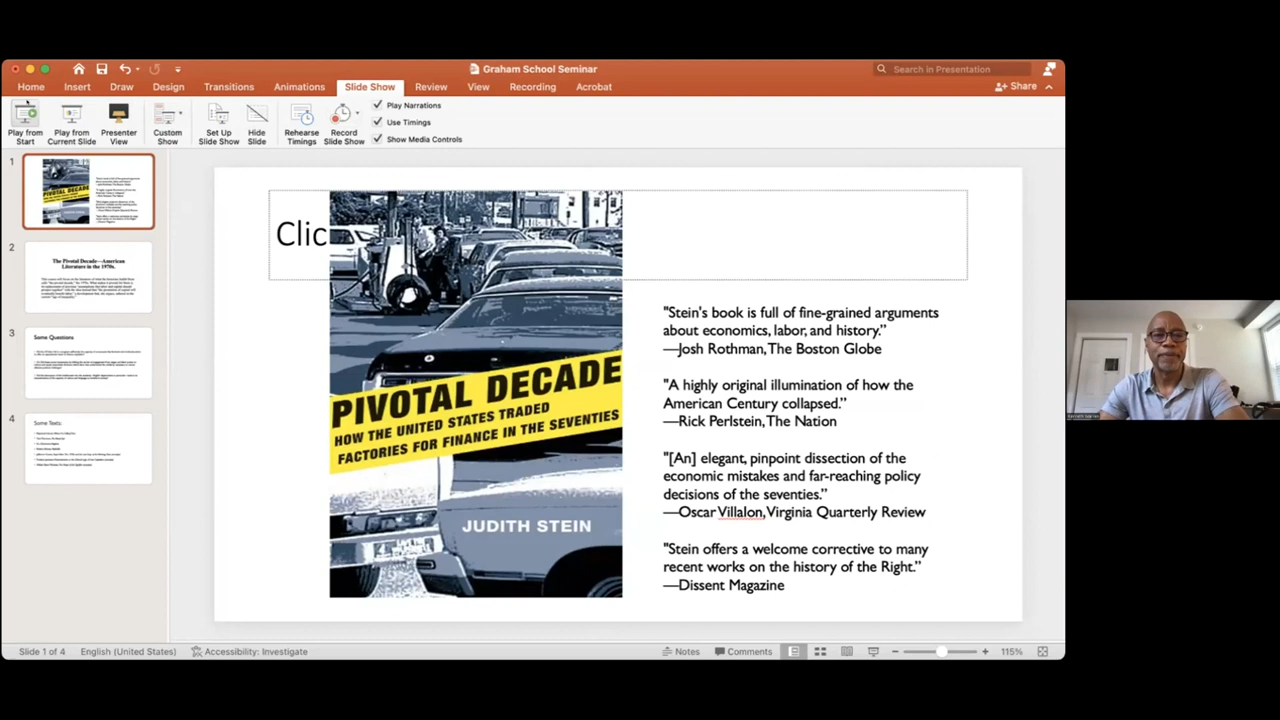 Graham School Seminar
Search in Presentation
Home Insert Draw Design Transitions Animations Slide Show Review View Recording Acrobat
Share
Play from Start
Play from Current Slide
Presenter View
Custom Show
Set Up Slide Show
Hide Slide
Rehearse Timings
Record Slide Show
Play Narrations
Use Timings
Show Media Controls
1
2
The Pivotal Decade—American
Literature in the 1970s.
3
Some Questions
4
Some Texts:
Clic
PIVOTAL DECADE
HOW THE UNITED STATES TRADED
FACTORIES FOR FINANCE IN THE SEVENTIES
JUDITH STEIN
"Stein's book is full of fine-grained arguments
about economics, labor, and history.”
—Josh Rothman, The Boston Globe
"A highly original illumination of how the
American Century collapsed.”
—Rick Perlstein, The Nation
"[An] elegant, pinpoint dissection of the
economic mistakes and far-reaching policy
decisions of the seventies.”
—Oscar Villalon, Virginia Quarterly Review
"Stein offers a welcome corrective to many
recent works on the history of the Right.”
—Dissent Magazine
Slide 1 of 4 English (United States) Accessibility: Investigate Notes Comments 115%